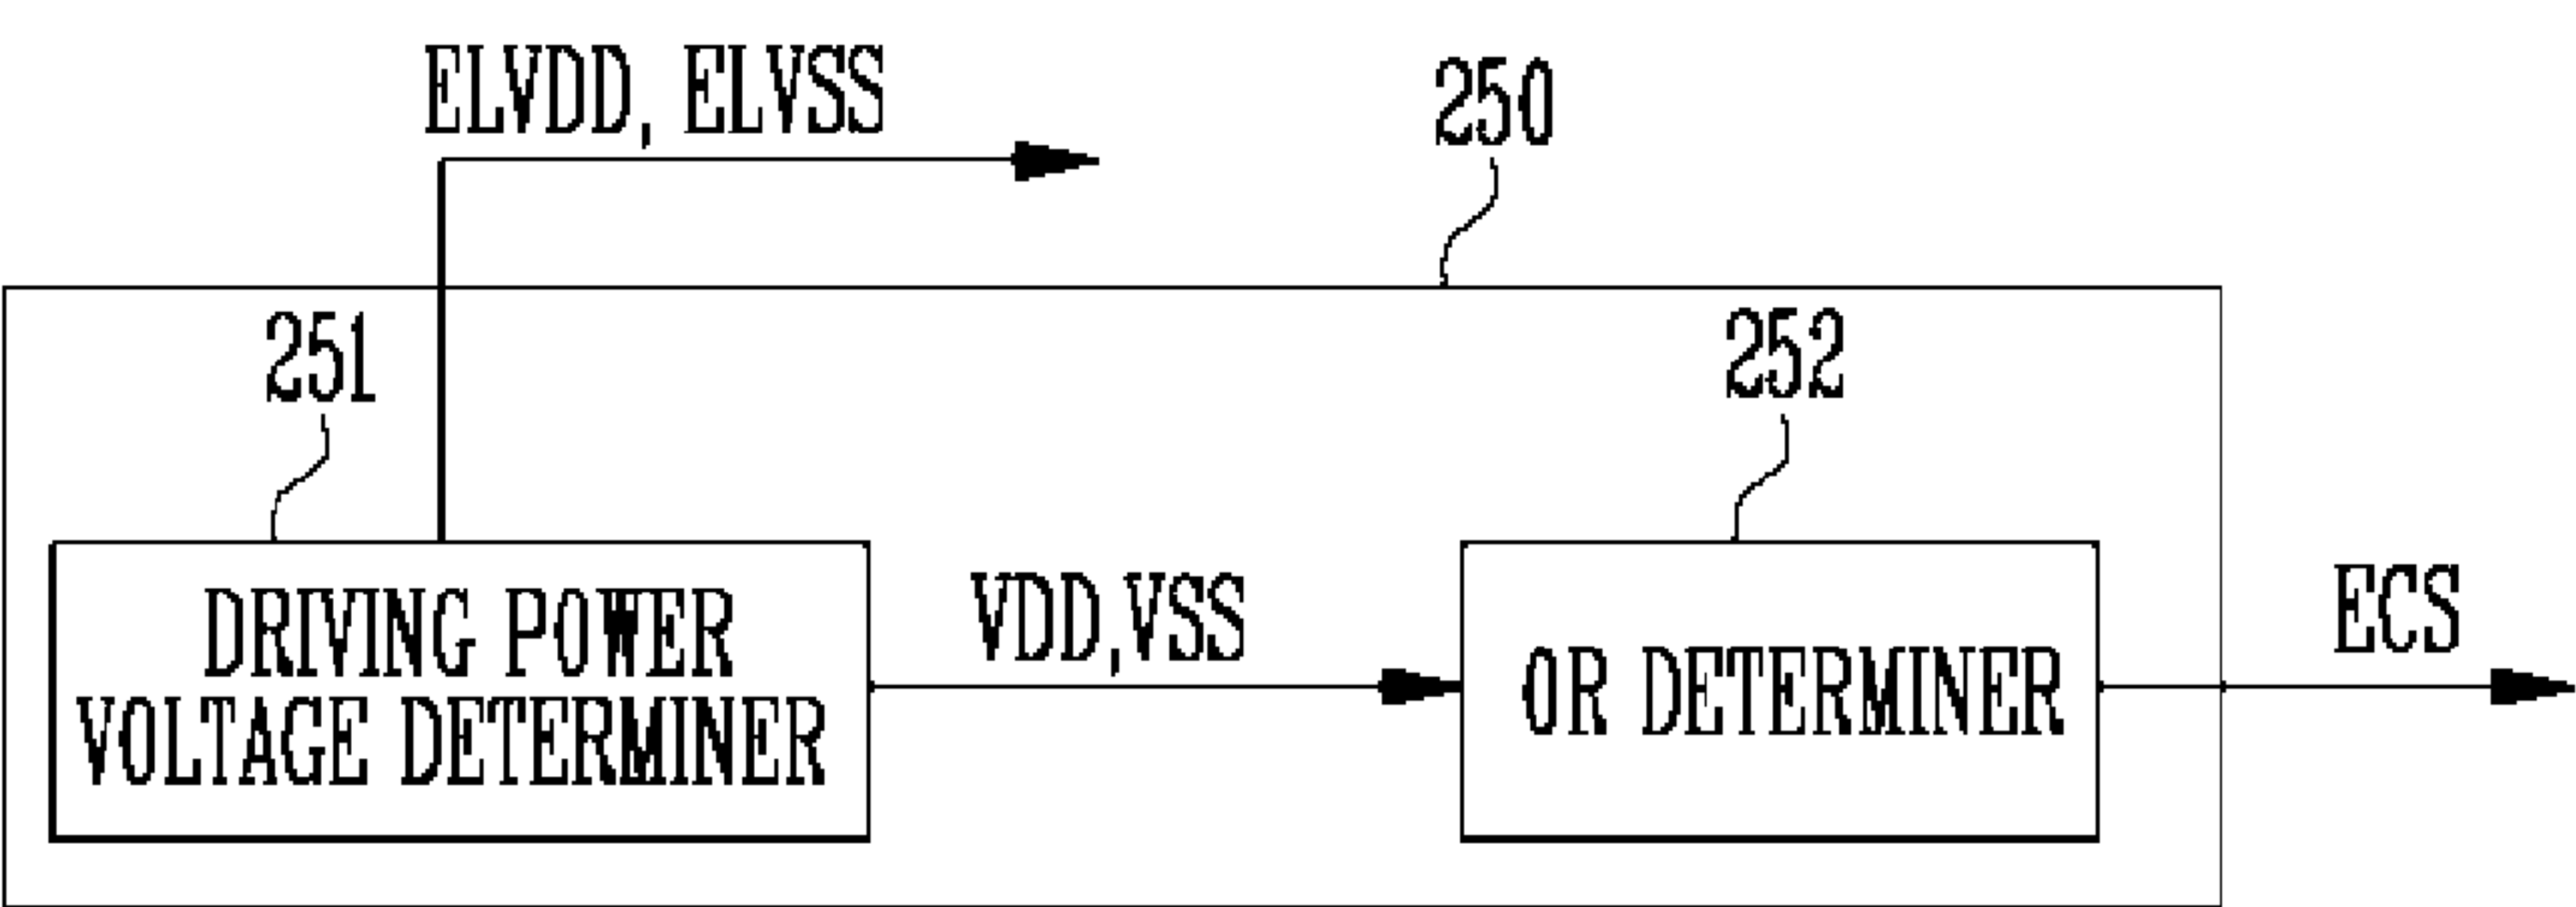 ELVDD, ELVSS
250
251
252
DRIVING POWER
VOLTAGE DETERMINER
VDD,VSS
OR DETERMINER
ECS